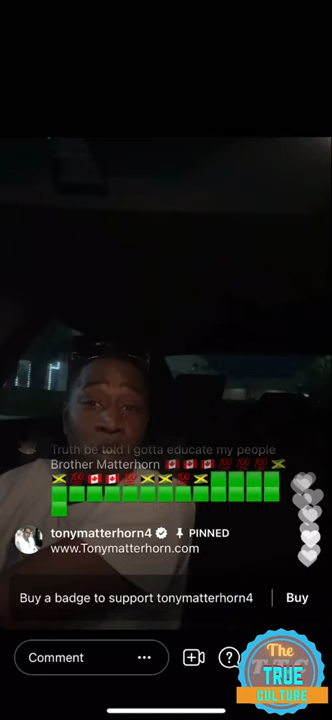 Truth be told I gotta educate my people
Brother Matterhorn 🇨🇦🇨🇦🇨🇦💯💯💯🇯🇲
🇯🇲💯🇨🇦🇨🇦💯🇯🇲🇯🇲💯🇯🇲🟩🟩🟩🟩
🟩🟩🟩🟩🟩🟩🟩🟩🟩🟩🟩🟩🟩
🟩
tonymatterhorn4 PINNED
www.Tonymatterhorn.com
Buy a badge to support tonymatterhorn4 Buy
Comment ...
The
TRUE
CULTURE